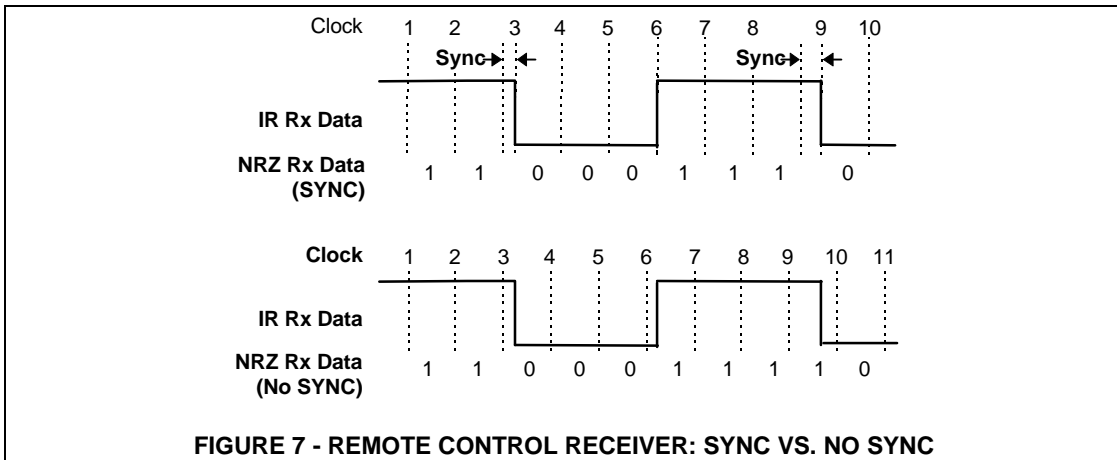 Clock 1 2 3 4 5 6 7 8 9 10
Sync Sync
IR Rx Data
NRZ Rx Data 1 1 0 0 0 1 1 1 0
(SYNC)
Clock 1 2 3 4 5 6 7 8 9 10 11
IR Rx Data
NRZ Rx Data 1 1 0 0 0 1 1 1 1 0
(No SYNC)
FIGURE 7 - REMOTE CONTROL RECEIVER: SYNC VS. NO SYNC